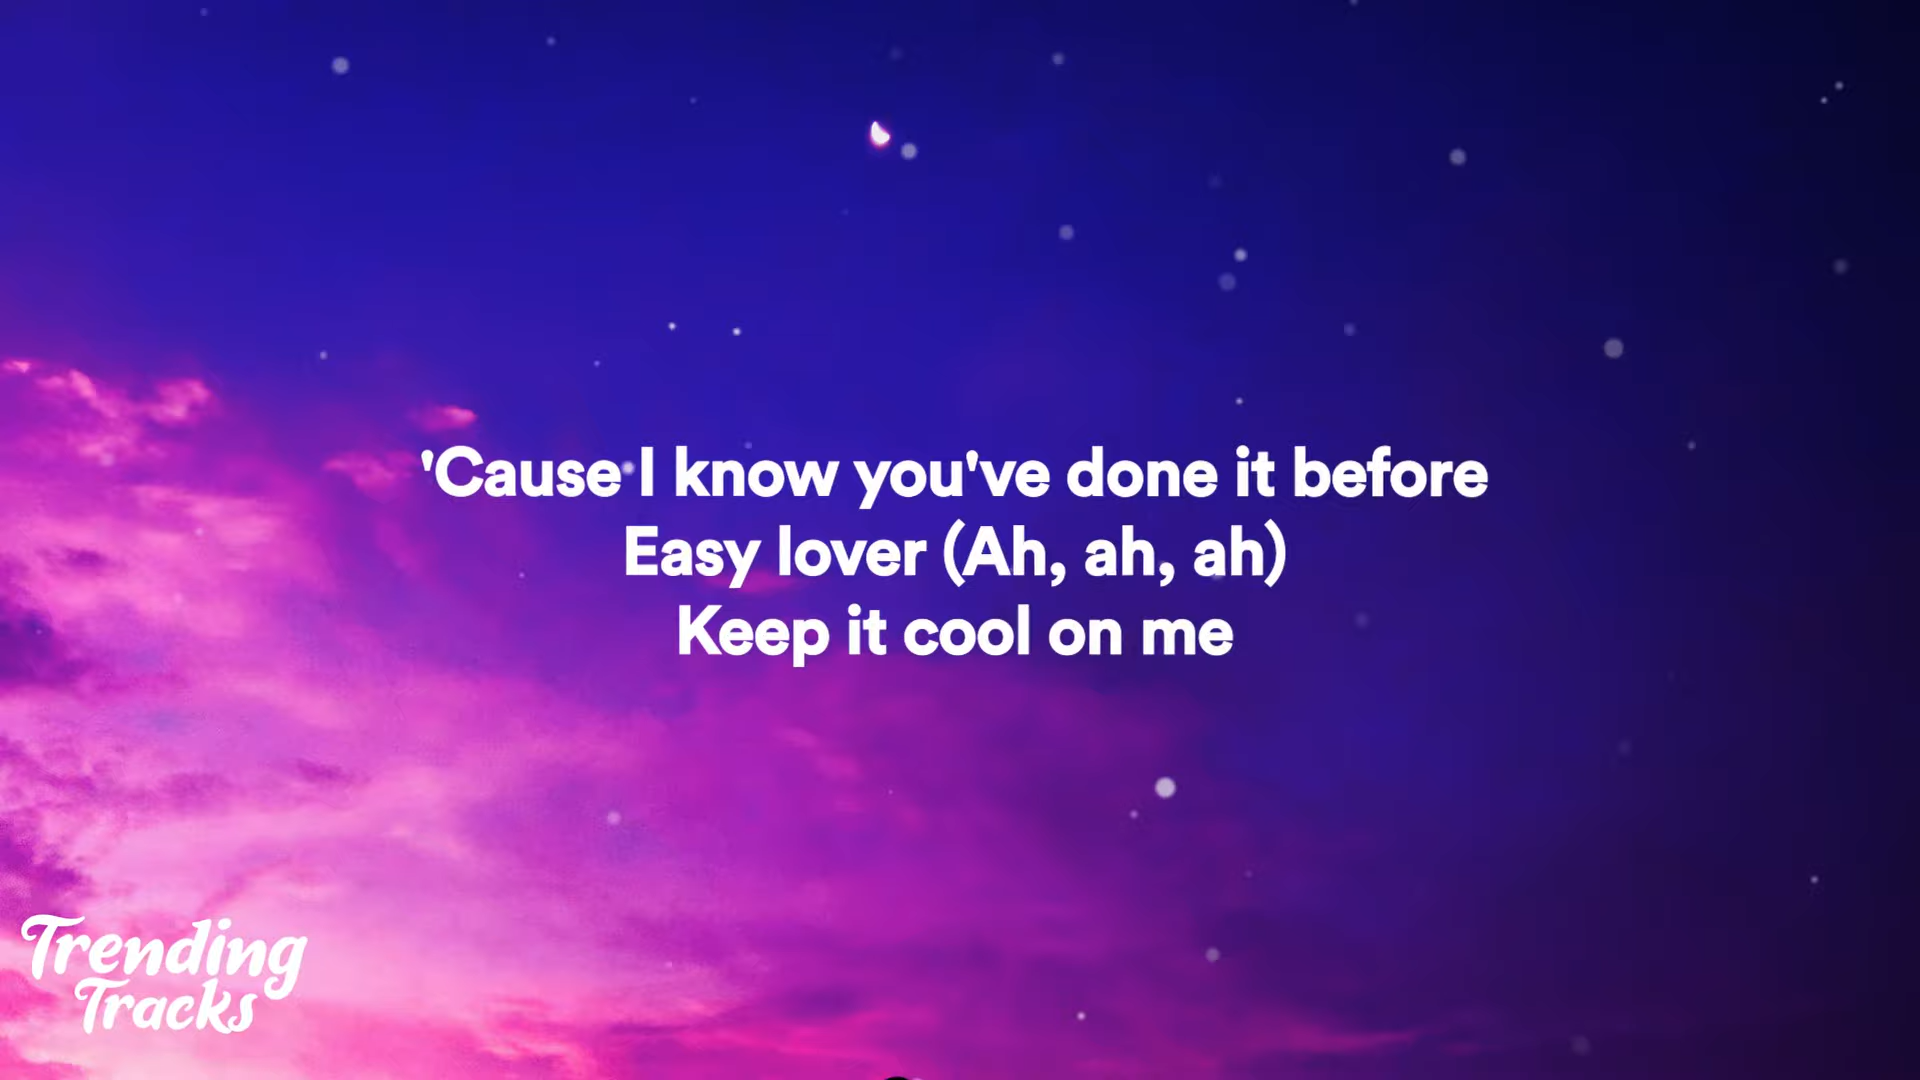 'Cause I know you've done it before
Easy lover (Ah, ah, ah)
Keep it cool on me
Trending
Tracks